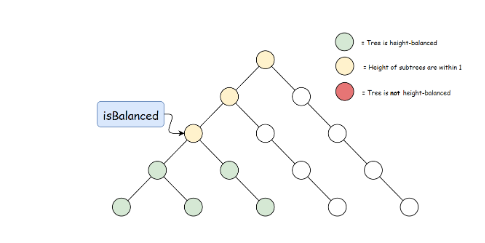 = Tree is height-balanced
= Height of subtrees are within 1
= Tree is not height-balanced
isBalanced